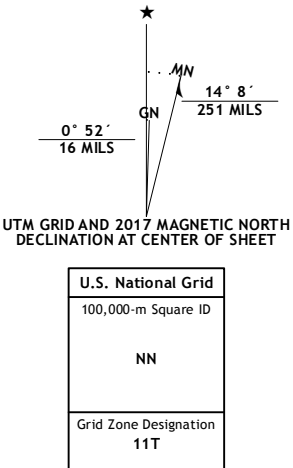 MN
14° 8´
251 MILS
GN
0° 52´
16 MILS
UTM GRID AND 2017 MAGNETIC NORTH
DECLINATION AT CENTER OF SHEET
U.S. National Grid
100,000-m Square ID
NN
Grid Zone Designation
11T